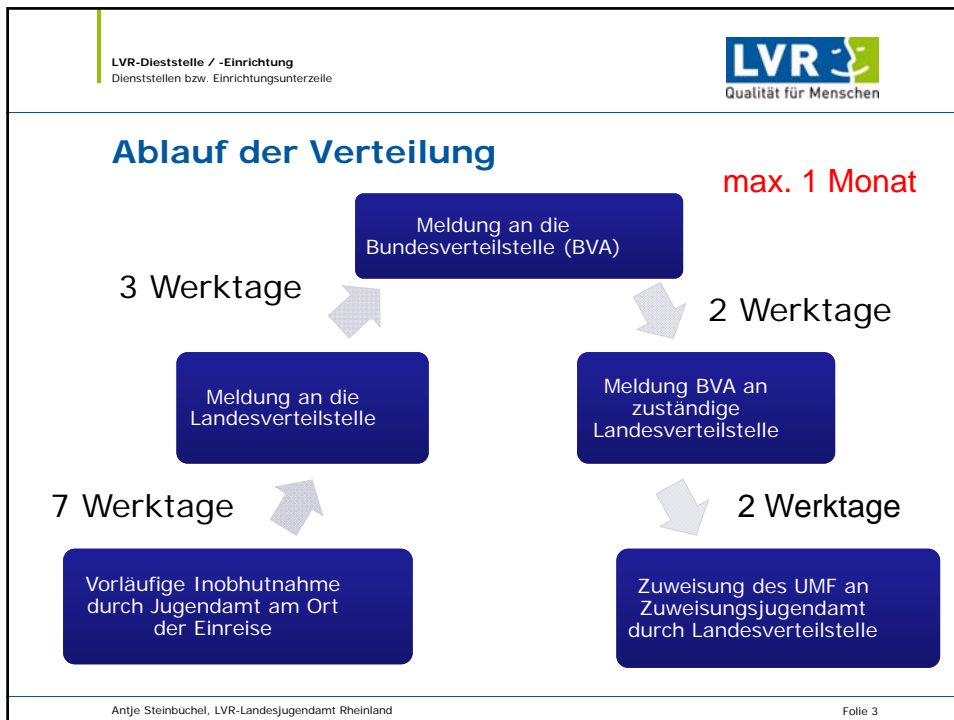 LVR-Dieststelle / -Einrichtung
Dienststellen bzw. Einrichtungsunterzeile
LVR
Qualität für Menschen
Ablauf der Verteilung
max. 1 Monat
Meldung an die
Bundesverteilstelle (BVA)
3 Werktage
2 Werktage
Meldung an die
Landesverteilstelle
Meldung BVA an
zuständige
Landesverteilstelle
7 Werktage
2 Werktage
Vorläufige Inobhutnahme
durch Jugendamt am Ort
der Einreise
Zuweisung des UMF an
Zuweisungsjugendamt
durch Landesverteilstelle
Antje Steinbüchel, LVR-Landesjugendamt Rheinland
Folie 3